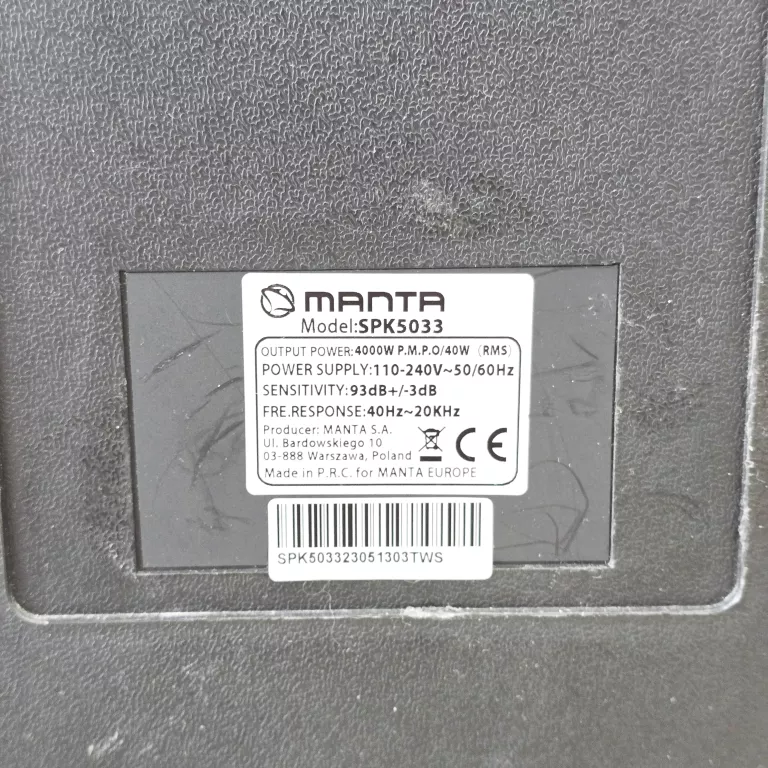 MANTA
Model:SPK5033
OUTPUT POWER:4000W P.M.P.O/40W (RMS)
POWER SUPPLY:110-240V~50/60Hz
SENSITIVITY:93dB+/-3dB
FRE.RESPONSE:40Hz~20KHz
Producer: MANTA S.A.
Ul. Bardowskiego 10
03-888 Warszawa, Poland
CE
Made in P.R.C. for MANTA EUROPE
SPK503323051303TWS